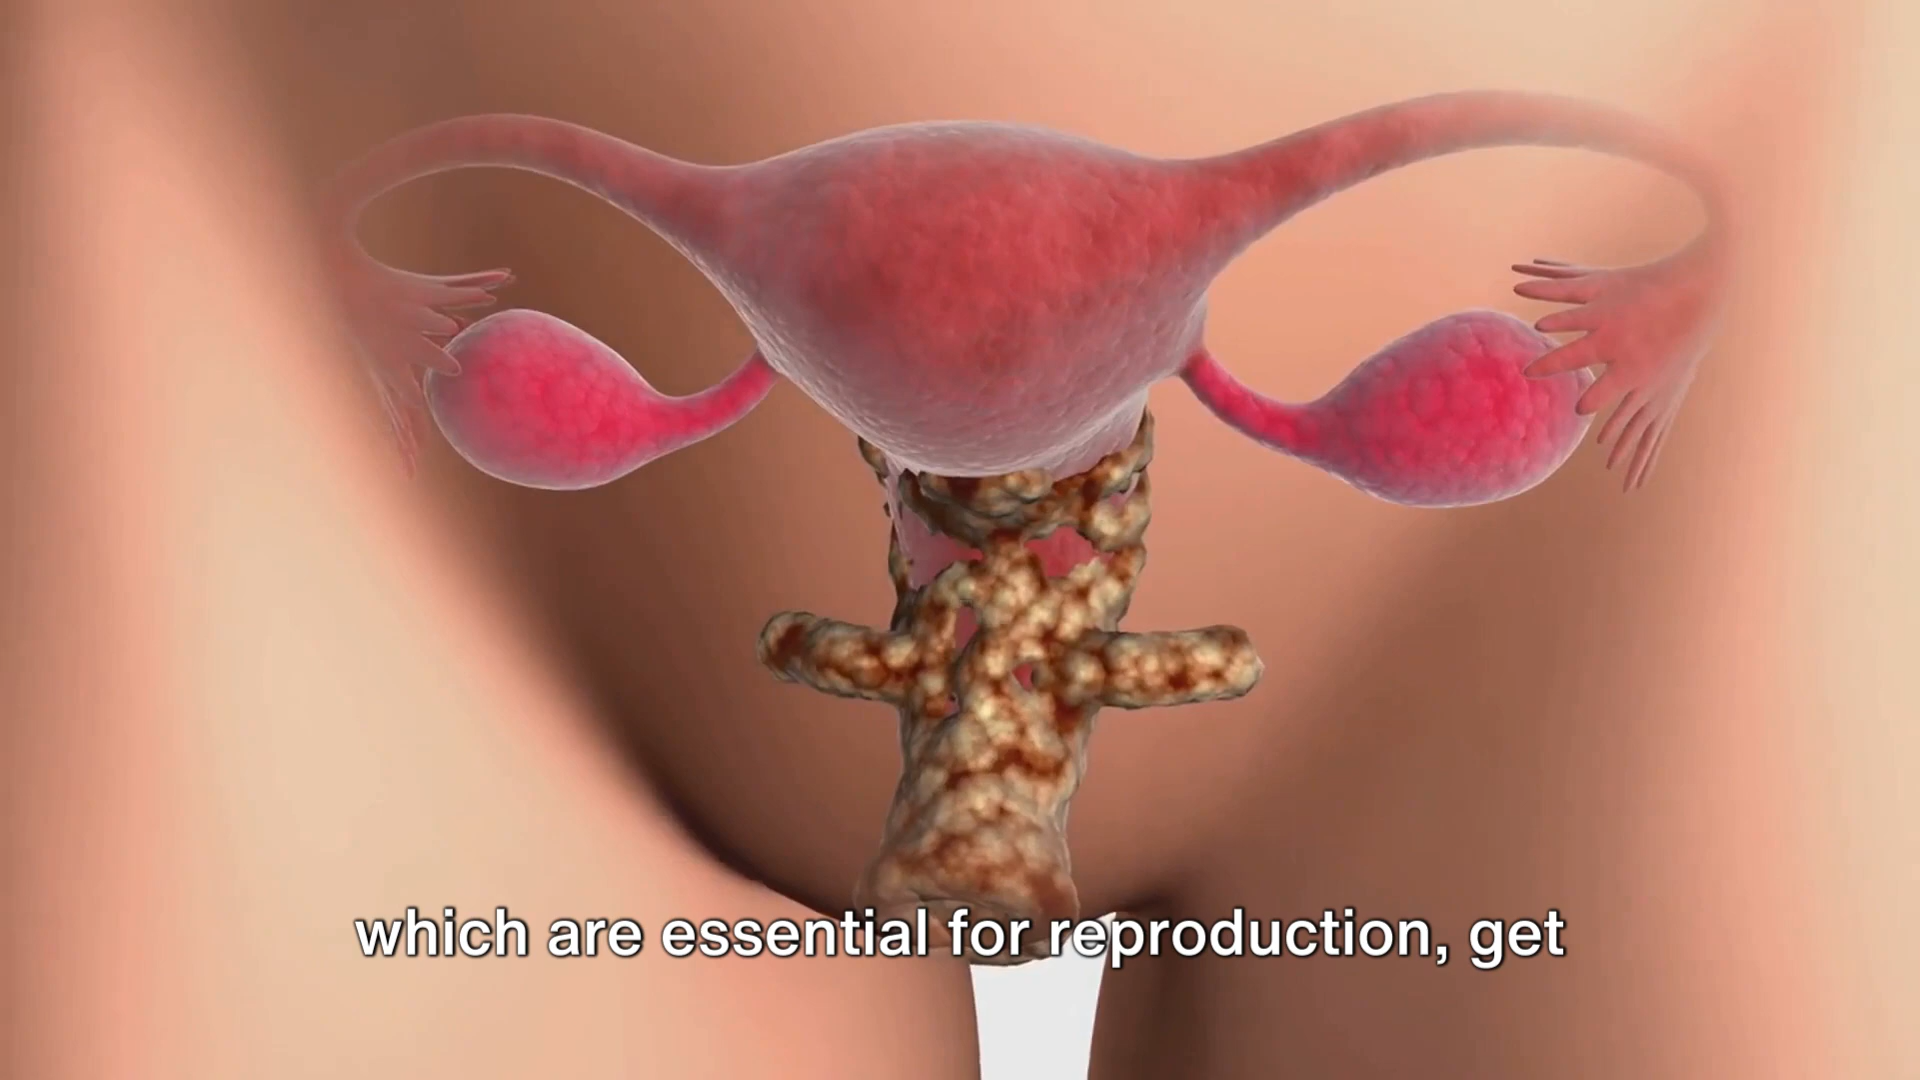 which are essential for reproduction, get